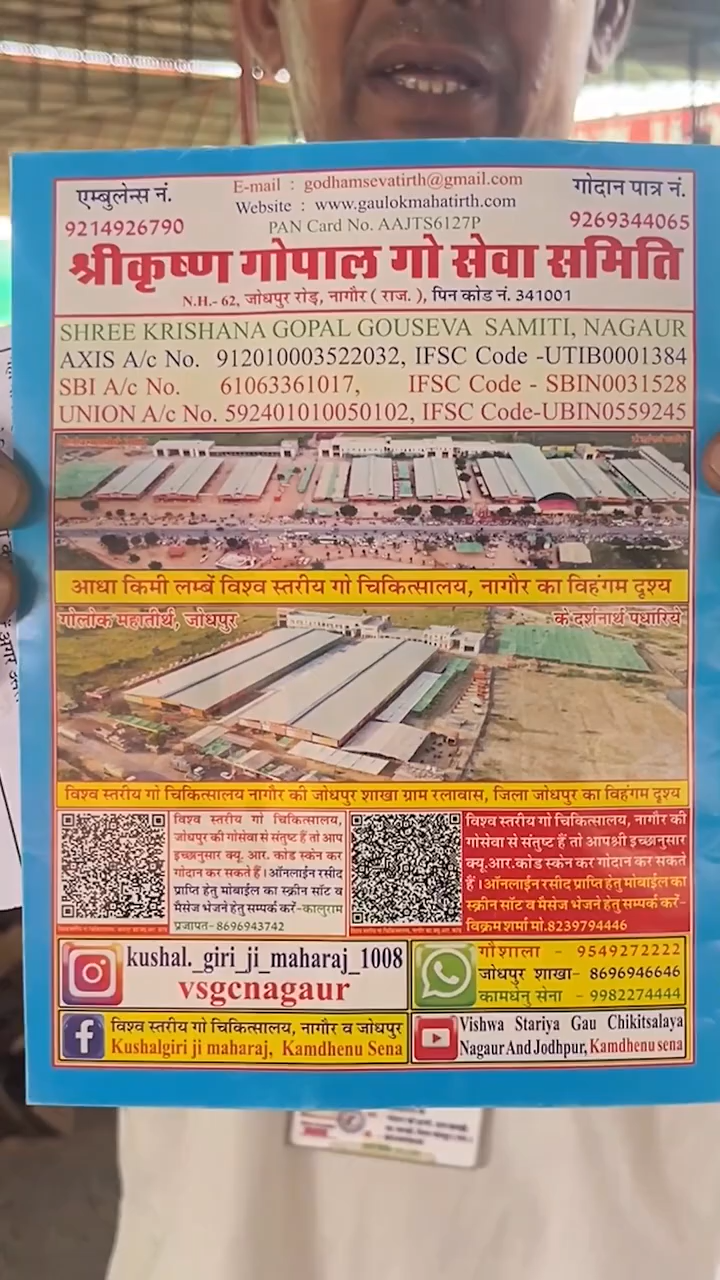 एम्बुलेन्स नं.
9214926790
E-mail : godhamsevatirth@gmail.com
Website : www.gaulokmahatirth.com
PAN Card No. AAJTS6127P
गोदान पात्र नं.
9269344065
श्रीकृष्ण गोपाल गो सेवा समिति
N.H.- 62, जोधपुर रोड़, नागौर ( राज. ), पिन कोड नं. 341001
SHREE KRISHANA GOPAL GOUSEVA SAMITI, NAGAUR
AXIS A/c No. 912010003522032, IFSC Code -UTIB0001384
SBI A/c No. 61063361017, IFSC Code - SBIN0031528
UNION A/c No. 592401010050102, IFSC Code-UBIN0559245
आधा किमी लम्बें विश्व स्तरीय गो चिकित्सालय, नागौर का विहंगम दृश्य
गोलोक महातीर्थ, जोधपुर
के दर्शनार्थ पधारिये
विश्व स्तरीय गो चिकित्सालय नागौर की जोधपुर शाखा ग्राम रलावास, जिला जोधपुर का विहंगम दृश्य
विश्व स्तरीय गो चिकित्सालय,
जोधपुर की गोसेवा से संतुष्ट हैं तो आप
इच्छानुसार क्यू. आर. कोड स्कंन कर
गोदान कर सकते हैं ।ऑनलाईन रसीद
प्राप्ति हेतु मोबाईल का स्क्रीन सॉट व
मैसेज भेजने हेतु सम्पर्क करें-कालुराम
प्रजापत- 8696943742
विश्व स्तरीय गो चिकित्सालय, नागौर की
गोसेवा से संतुष्ट हैं तो आपश्री इच्छानुसार
क्यू.आर.कोड स्कंन कर गोदान कर सकते
हैं ।ऑनलाईन रसीद प्राप्ति हेतु मोबाईल का
स्क्रीन सॉट व मैसेज भेजने हेतु सम्पर्क करें-
विक्रम शर्मा मो.8239794446
kushal._giri_ji_maharaj_1008
vsgcnagaur
गौशाला - 9549272222
जोधपुर शाखा- 8696946646
कामधेनु सेना - 9982274444
विश्व स्तरीय गो चिकित्सालय, नागौर व जोधपुर
Kushalgiri ji maharaj, Kamdhenu Sena
Vishwa Stariya Gau Chikitsalaya
Nagaur And Jodhpur, Kamdhenu sena